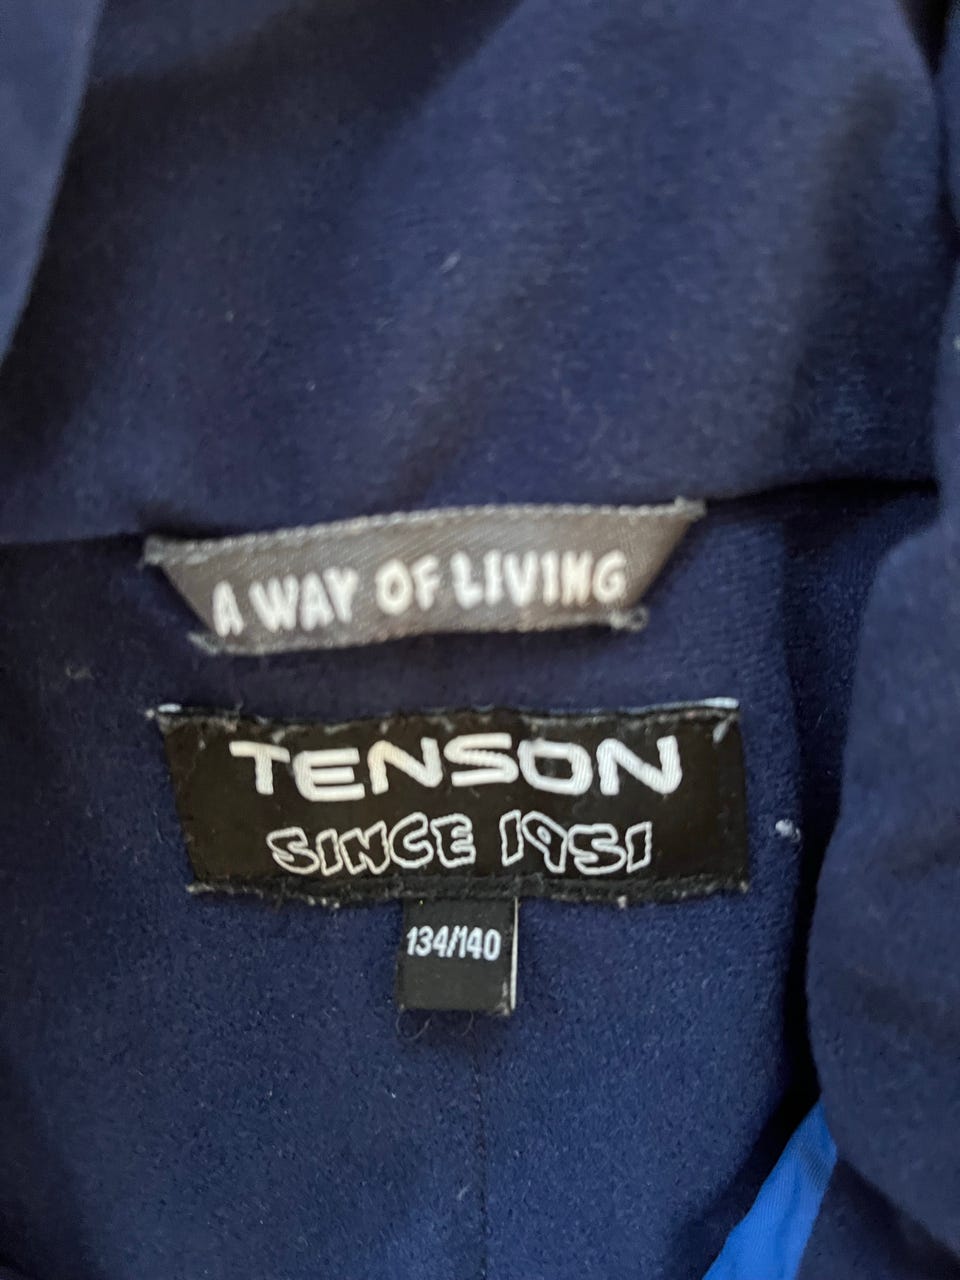 A WAY OF LIVING
TENSON
SINCE 1951
134/140